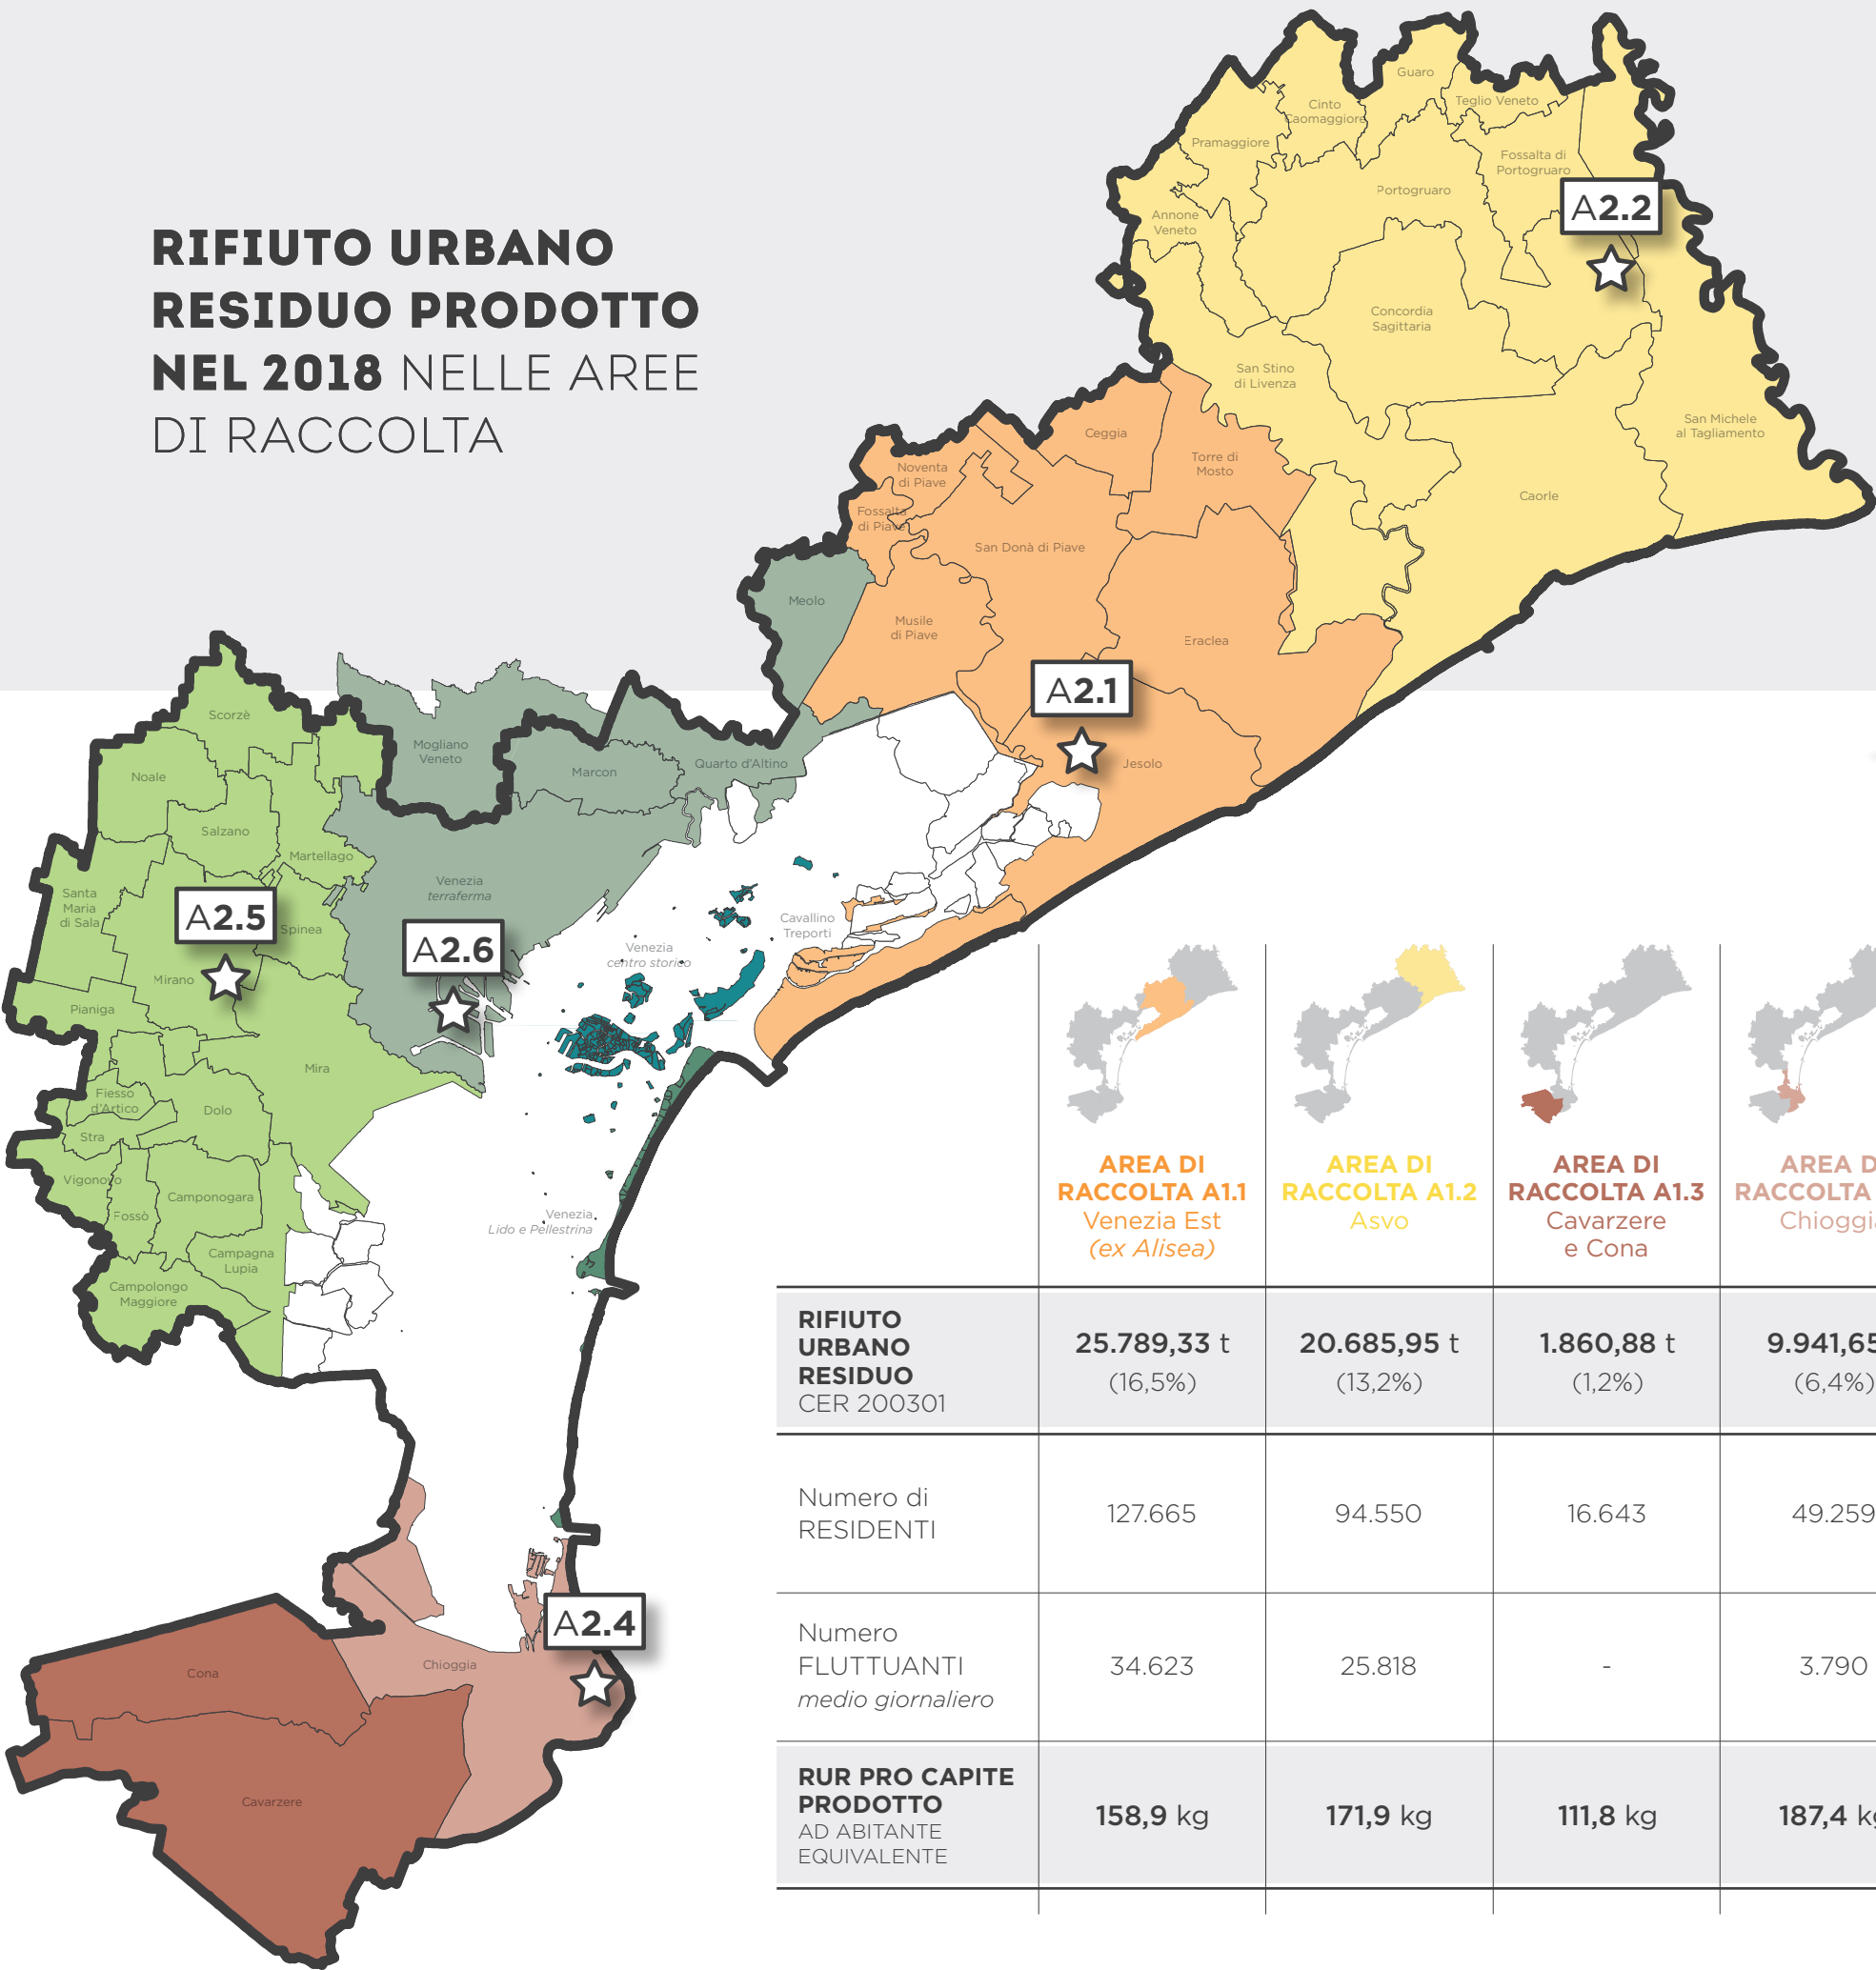 RIFIUTO URBANO
RESIDUO PRODOTTO
NEL 2018 NELLE AREE
DI RACCOLTA
Guaro
Cinto
Caomaggiore
Teglio Veneto
Pramaggiore
Fossalta di
Portogruaro
Portogruaro
A2.2
Annone
Veneto
Concordia
Sagittaria
San Stino
di Livenza
San Michele
al Tagliamento
Caorle
Ceggia
Torre di
Mosto
Noventa
di Piave
Fossalta
di Piave
San Donà di Piave
Meolo
Musile
di Piave
Eraclea
A2.1
Jesolo
Scorzè
Noale
Mogliano
Veneto
Marcon
Quarto d'Altino
Salzano
Martellago
Santa
Maria
di Sala
A2.5
Spinea
Venezia
terraferma
A2.6
Cavallino
Treporti
Venezia
centro storico
Mirano
Pianiga
Mira
Fiesso
d'Artico
Dolo
Stra
Vigonovo
Camponogara
Fossò
Venezia
Lido e Pellestrina
Campagna
Lupia
Campolongo
Maggiore
A2.4
Chioggia
Cona
Cavarzere
AREA DI
RACCOLTA A1.1
Venezia Est
(ex Alisea)
AREA DI
RACCOLTA A1.2
Asvo
AREA DI
RACCOLTA A1.3
Cavarzere
e Cona
AREA D
RACCOLTA
Chioggia
RIFIUTO
URBANO
RESIDUO
CER 200301
25.789,33 t
(16,5%)
20.685,95 t
(13,2%)
1.860,88 t
(1,2%)
9.941,65
(6,4%)
Numero di
RESIDENTI
127.665
94.550
16.643
49.259
Numero
FLUTTUANTI
medio giornaliero
34.623
25.818
-
3.790
RUR PRO CAPITE
PRODOTTO
AD ABITANTE
EQUIVALENTE
158,9 kg
171,9 kg
111,8 kg
187,4 kg